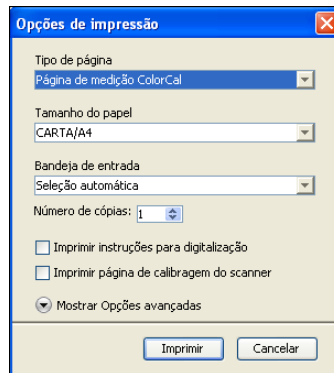 Opções de impressão
Tipo de página
Página de medição ColorCal
Tamanho do papel
CARTA/A4
Bandeja de entrada
Seleção automática
Número de cópias: 1
Imprimir instruções para digitalização
Imprimir página de calibragem do scanner
Mostrar Opções avançadas
Imprimir Cancelar